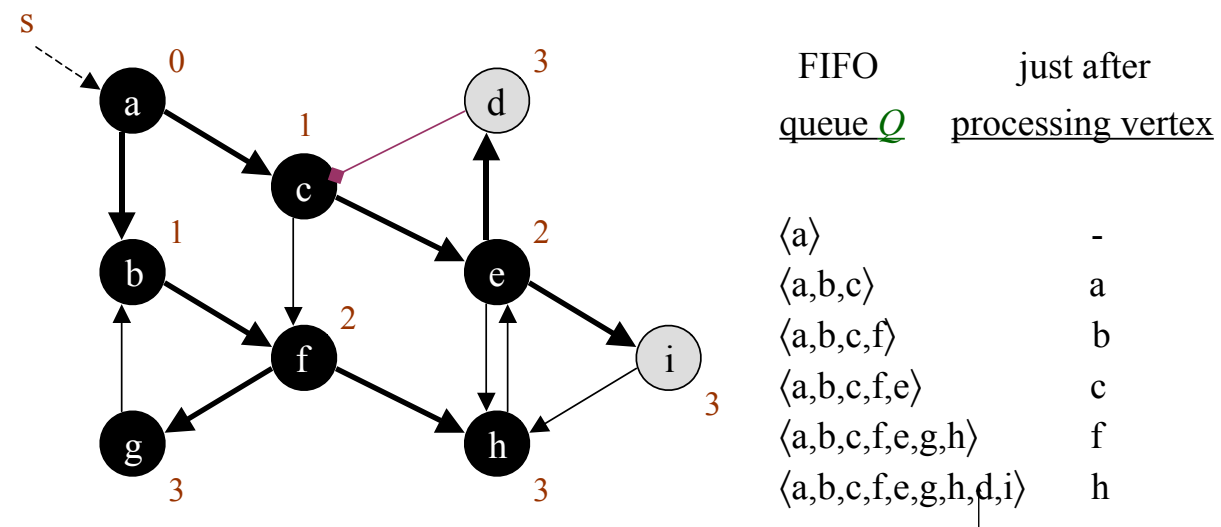 s
0
3
a
d
1
c
1
2
b
e
2
f
i
3
g
h
3
3
FIFO just after
queue Q processing vertex
⟨a⟩ -
⟨a,b,c⟩ a
⟨a,b,c,f⟩ b
⟨a,b,c,f,e⟩ c
⟨a,b,c,f,e,g,h⟩ f
⟨a,b,c,f,e,g,h,d,i⟩ h